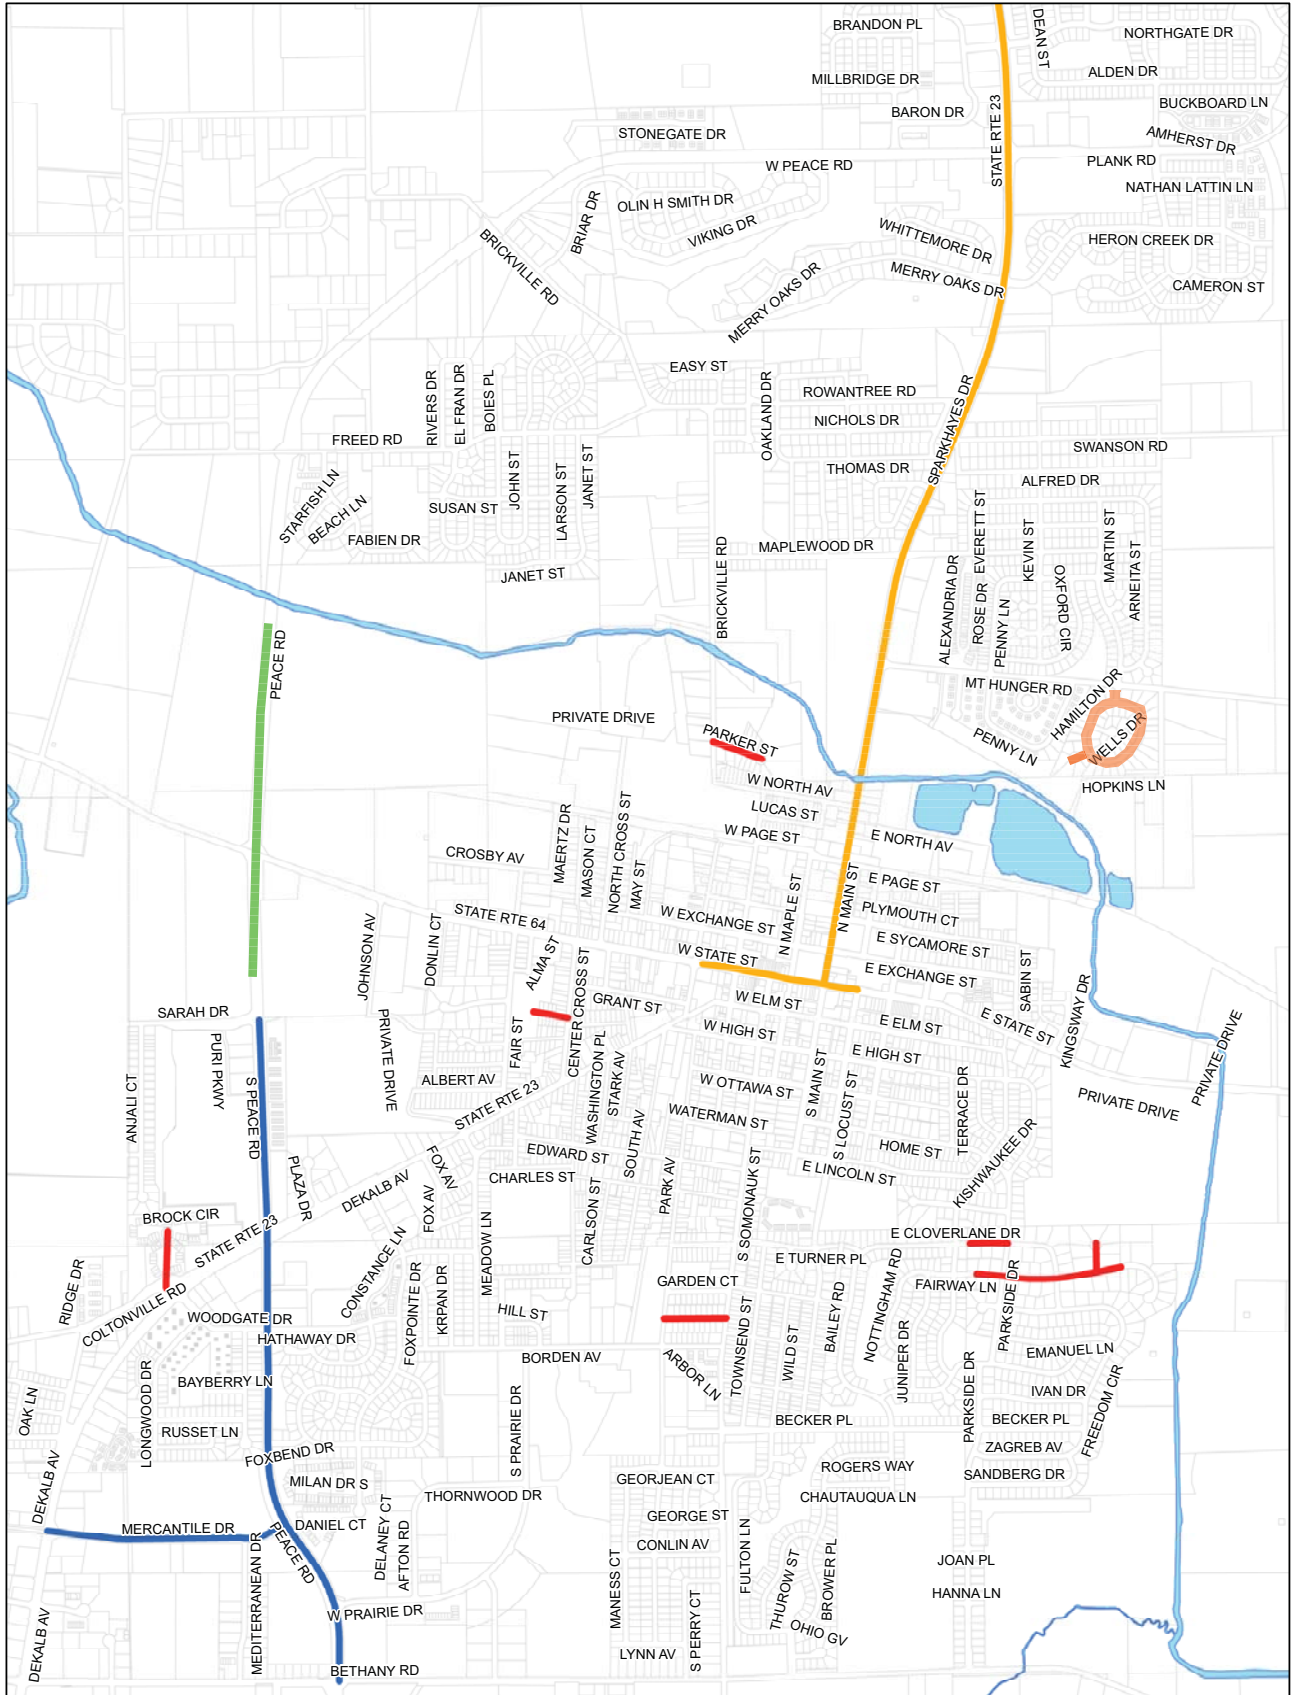 BRANDON PL
DEAN ST
NORTHGATE DR
MILLBRIDGE DR
ALDEN DR
BARON DR
STATE RTE 23
BUCKBOARD LN
STONEGATE DR
AMHERST DR
W PEACE RD
PLANK RD
NATHAN LATTIN LN
OLIN H SMITH DR
BRIAR DR
VIKING DR
WHITTEMORE DR
HERON CREEK DR
BRICKVILLE RD
MERRY OAKS DR
MERRY OAKS DR
CAMERON ST
EASY ST
ROWANTREE RD
RIVERS DR
EL FRAN DR
BOIES PL
OAKLAND DR
NICHOLS DR
SPARKHAYES DR
FREED RD
SWANSON RD
THOMAS DR
ALFRED DR
STARFISH LN
BEACH LN
SUSAN ST
JOHN ST
LARSON ST
JANET ST
FABIEN DR
MAPLEWOOD DR
JANET ST
BRICKVILLE RD
EVERETT ST
KEVIN ST
MARTIN ST
ALEXANDRIA DR
ROSE DR
PENNY LN
OXFORD CIR
ARNEITA ST
PEACE RD
MT HUNGER RD
HAMILTON DR
WELLS DR
PENNY LN
PRIVATE DRIVE
PARKER ST
HOPKINS LN
W NORTH AV
LUCAS ST
W PAGE ST
E NORTH AV
CROSBY AV
MAERTZ DR
MASON CT
NORTH CROSS ST
MAY ST
E PAGE ST
N MAPLE ST
N MAIN ST
PLYMOUTH CT
STATE RTE 64
W EXCHANGE ST
E SYCAMORE ST
W STATE ST
E EXCHANGE ST
JOHNSON AV
DONLIN CT
ALMA ST
CENTER CROSS ST
SABIN ST
SARAH DR
GRANT ST
W ELM ST
E ELM ST
E STATE ST
KINGSWAY DR
PURI PKWY
PRIVATE DRIVE
FAIR ST
W HIGH ST
E HIGH ST
PRIVATE DRIVE
ANJALI CT
S PEACE RD
ALBERT AV
STATE RTE 23
WASHINGTON PL
STARK AV
W OTTAWA ST
S MAIN ST
S LOCUST ST
TERRACE DR
PRIVATE DRIVE
WATERMAN ST
HOME ST
KISHWAUKEE DR
PLAZA DR
DEKALB AV
FOX AV
EDWARD ST
SOUTH AV
PARK AV
S SOMONAUK ST
E LINCOLN ST
CHARLES ST
BROCK CIR
STATE RTE 23
FOX AV
MEADOW LN
CARLSON ST
E CLOVERLANE DR
RIDGE DR
CONSTANCE LN
FOXPOINTE DR
KRPAN DR
E TURNER PL
GARDEN CT
FAIRWAY LN
COLTONVILLE RD
WOODGATE DR
HILL ST
BAILEY RD
NOTTINGHAM RD
PARKSIDE DR
HATHAWAY DR
BORDEN AV
ARBOR LN
TOWNSEND ST
WILD ST
EMANUEL LN
BAYBERRY LN
JUNIPER DR
IVAN DR
OAK LN
LONGWOOD DR
RUSSET LN
S PRAIRIE DR
BECKER PL
PARKSIDE DR
BECKER PL
FREEDOM CIR
FOXBEND DR
ZAGREB AV
MILAN DR S
GEORJEAN CT
ROGERS WAY
SANDBERG DR
DEKALB AV
THORNWOOD DR
CHAUTAUQUA LN
MERCANTILE DR
DANIEL CT
DELANEY CT
AFTON RD
GEORGE ST
CONLIN AV
FULTON LN
MEDITERRANEAN DR
PEACE RD
MANESS CT
THUROW ST
BROWER PL
JOAN PL
HANNA LN
W PRAIRIE DR
S PERRY CT
OHIO GV
DEKALB AV
LYNN AV
BETHANY RD